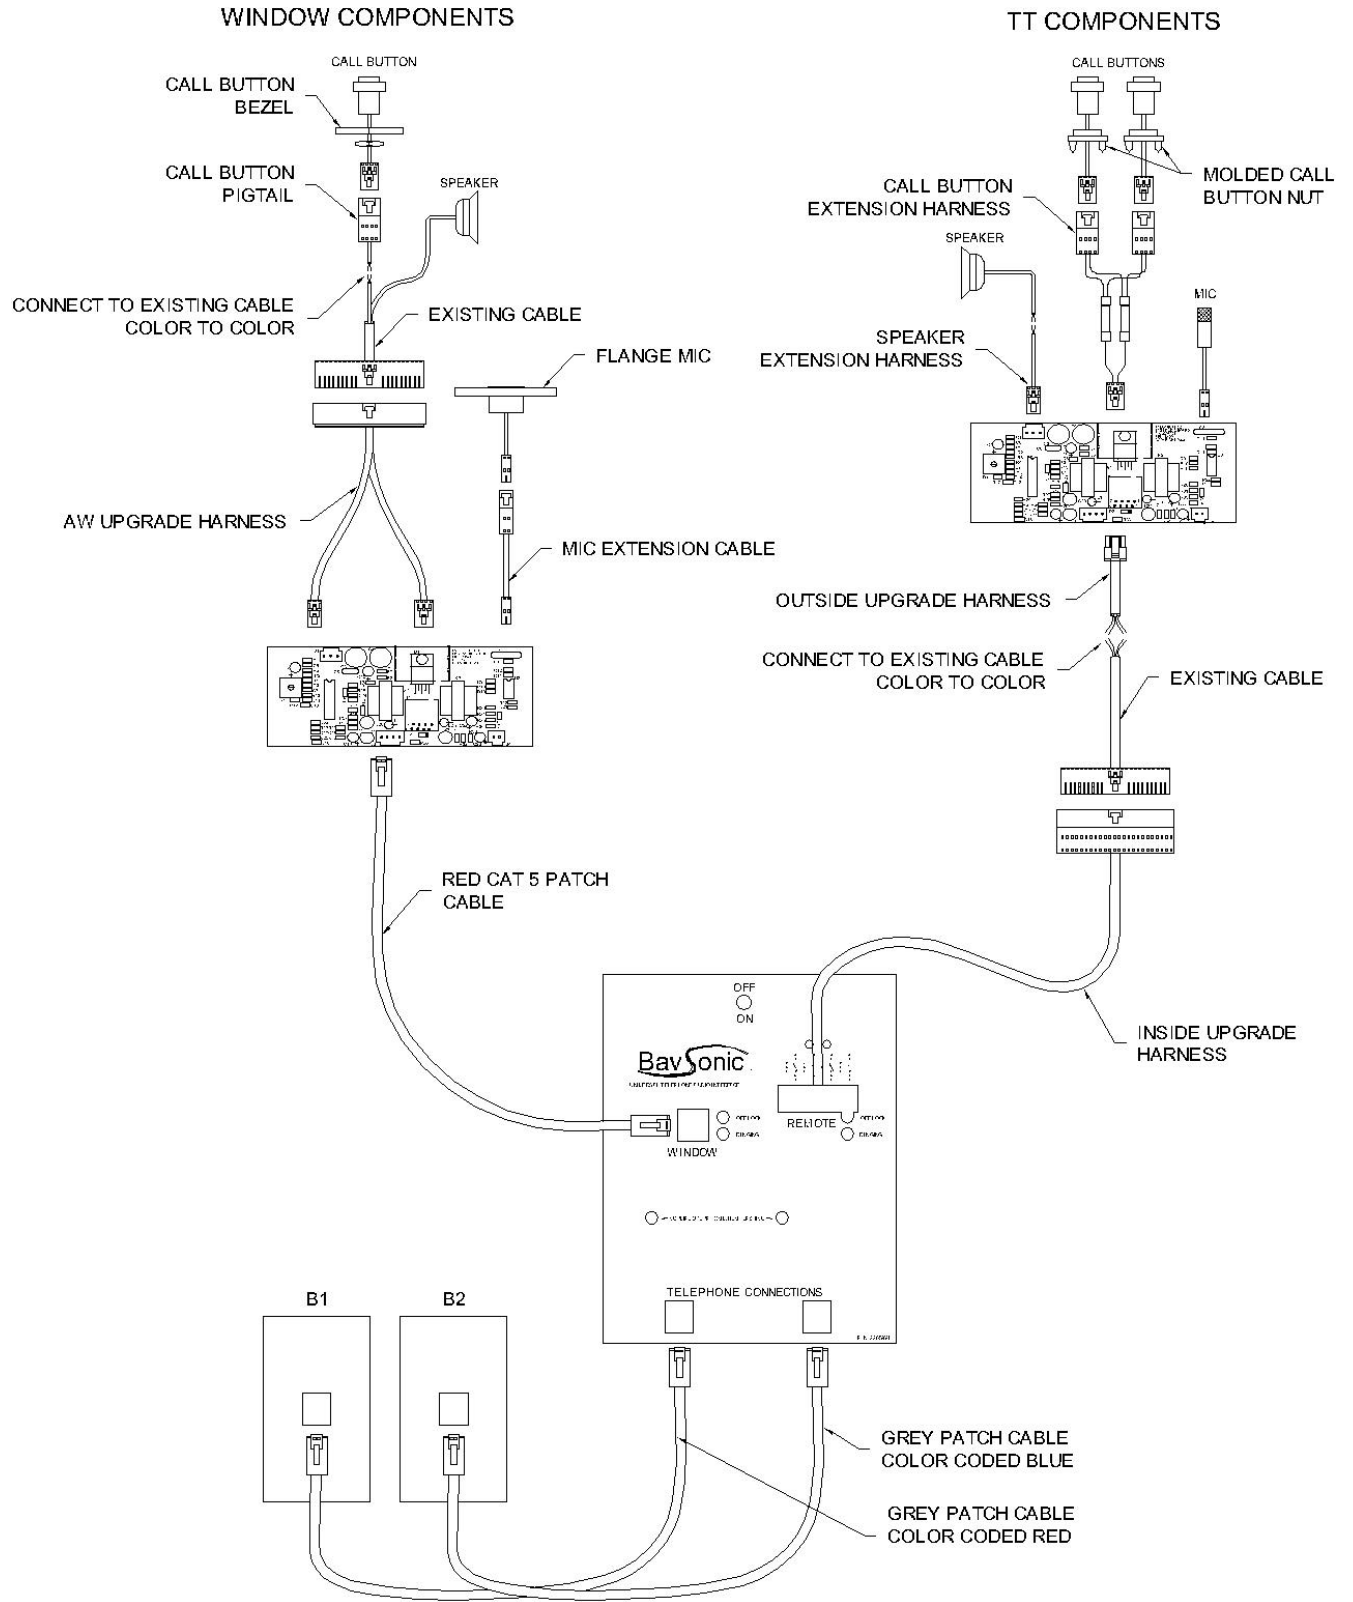 WINDOW COMPONENTS
TT COMPONENTS
CALL BUTTON
CALL BUTTON
BEZEL
CALL BUTTON
PIGTAIL
SPEAKER
CONNECT TO EXISTING CABLE
COLOR TO COLOR
EXISTING CABLE
FLANGE MIC
AW UPGRADE HARNESS
MIC EXTENSION CABLE
CALL BUTTONS
MOLDED CALL
BUTTON NUT
CALL BUTTON
EXTENSION HARNESS
SPEAKER
MIC
SPEAKER
EXTENSION HARNESS
OUTSIDE UPGRADE HARNESS
CONNECT TO EXISTING CABLE
COLOR TO COLOR
EXISTING CABLE
RED CAT 5 PATCH
CABLE
INSIDE UPGRADE
HARNESS
OFF
ON
BavSonic
REMOTE
WINDOW
TELEPHONE CONNECTIONS
B1
B2
GREY PATCH CABLE
COLOR CODED BLUE
GREY PATCH CABLE
COLOR CODED RED